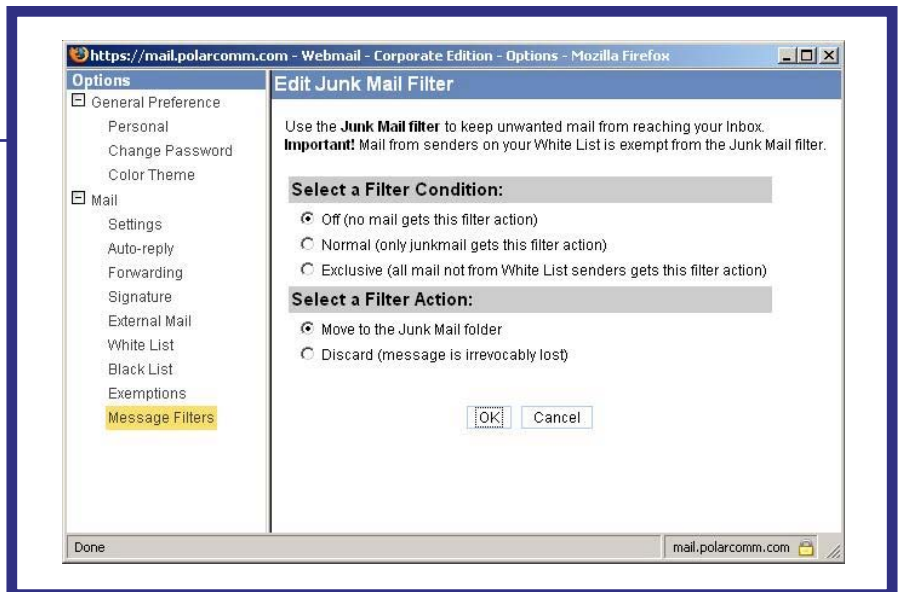 https://mail.polarcomm.com - Webmail - Corporate Edition - Options - Mozilla Firefox
Options
General Preference
Personal
Change Password
Color Theme
Mail
Settings
Auto-reply
Forwarding
Signature
External Mail
White List
Black List
Exemptions
Message Filters
Edit Junk Mail Filter
Use the Junk Mail filter to keep unwanted mail from reaching your Inbox.
Important! Mail from senders on your White List is exempt from the Junk Mail filter.
Select a Filter Condition:
Off (no mail gets this filter action)
Normal (only junkmail gets this filter action)
Exclusive (all mail not from White List senders gets this filter action)
Select a Filter Action:
Move to the Junk Mail folder
Discard (message is irrevocably lost)
OK Cancel
Done mail.polarcomm.com